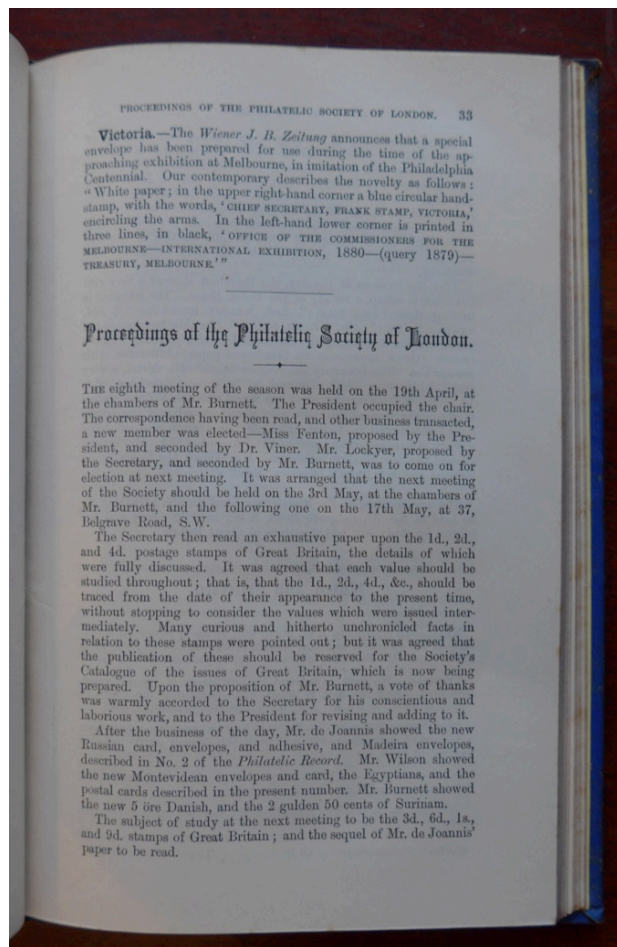 PROCEEDINGS OF THE PHILATELIC SOCIETY OF LONDON. 33
Victoria.—The Wiener J. B. Zeitung announces that a special
envelope has been prepared for use during the time of the ap-
proaching exhibition at Melbourne, in imitation of the Philadelphia
Centennial. Our contemporary describes the novelty as follows:
"White paper; in the upper right-hand corner a blue circular hand-
stamp, with the words, 'CHIEF SECRETARY, FRANK STAMP, VICTORIA,'
encircling the arms. In the left-hand lower corner is printed in
three lines, in black, 'OFFICE OF THE COMMISSIONERS FOR THE
MELBOURNE—INTERNATIONAL EXHIBITION, 1880—(query 1879)—
TREASURY, MELBOURNE.'"
Proceedings of the Philatelic Society of London.
THE eighth meeting of the season was held on the 19th April, at
the chambers of Mr. Burnett. The President occupied the chair.
The correspondence having been read, and other business transacted,
a new member was elected—Miss Fenton, proposed by the Pre-
sident, and seconded by Dr. Viner. Mr. Lockyer, proposed by
the Secretary, and seconded by Mr. Burnett, was to come on for
election at next meeting. It was arranged that the next meeting
of the Society should be held on the 3rd May, at the chambers of
Mr. Burnett, and the following one on the 17th May, at 37,
Belgrave Road, S.W.
The Secretary then read an exhaustive paper upon the 1d., 2d.,
and 4d. postage stamps of Great Britain, the details of which
were fully discussed. It was agreed that each value should be
studied throughout; that is, that the 1d., 2d., 4d., &c., should be
traced from the date of their appearance to the present time,
without stopping to consider the values which were issued inter-
mediately. Many curious and hitherto unchronicled facts in
relation to these stamps were pointed out; but it was agreed that
the publication of these should be reserved for the Society's
Catalogue of the issues of Great Britain, which is now being
prepared. Upon the proposition of Mr. Burnett, a vote of thanks
was warmly accorded to the Secretary for his conscientious and
laborious work, and to the President for revising and adding to it.
After the business of the day, Mr. de Joannis showed the new
Russian card, envelopes, and adhesive, and Madeira envelopes,
described in No. 2 of the Philatelic Record. Mr. Wilson showed
the new Montevidean envelopes and card, the Egyptians, and the
postal cards described in the present number. Mr. Burnett showed
the new 5 öre Danish, and the 2 gulden 50 cents of Surinam.
The subject of study at the next meeting to be the 3d., 6d., 1s.,
and 9d. stamps of Great Britain; and the sequel of Mr. de Joannis'
paper to be read.